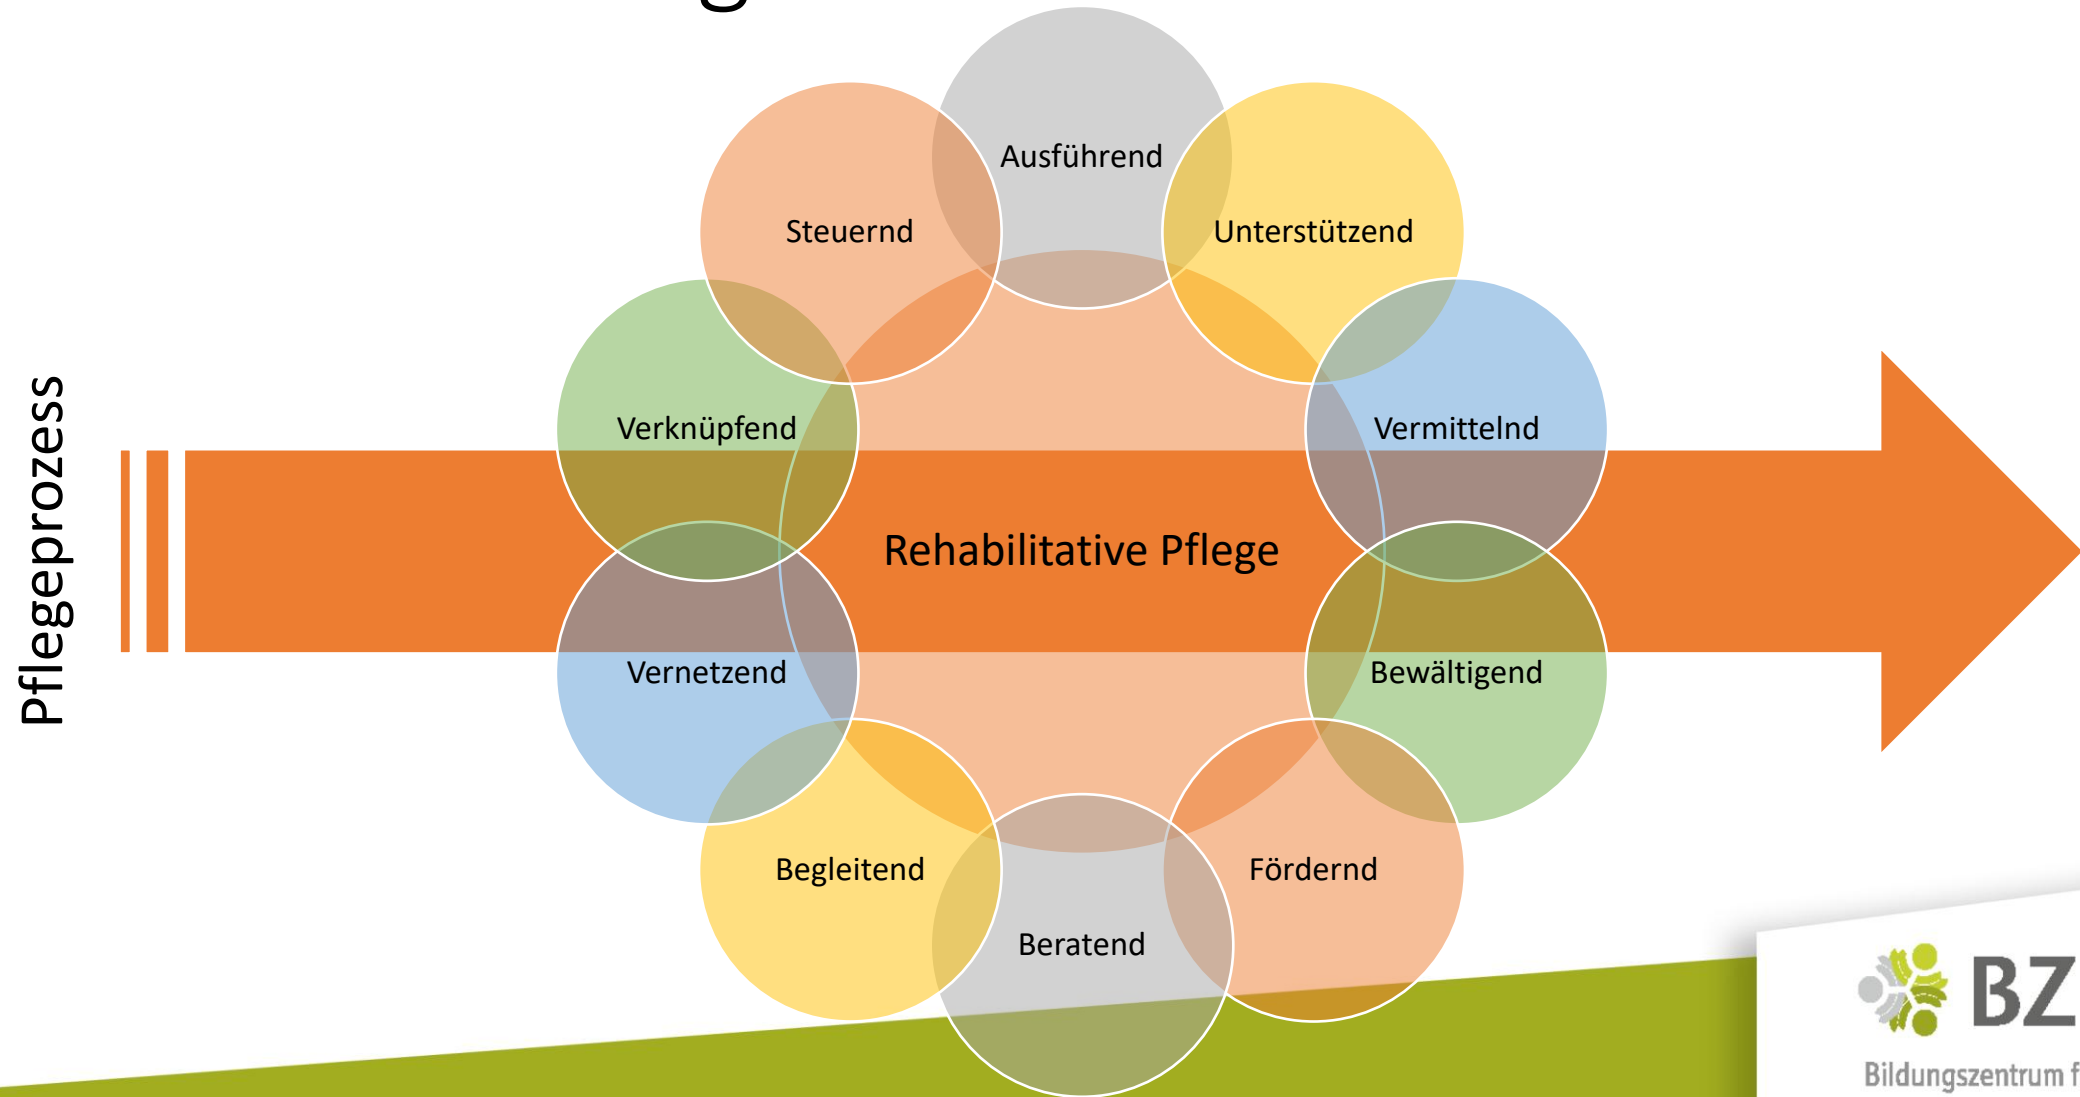 Ausführend
Steuernd
Unterstützend
Verknüpfend
Vermittelnd
Pflegeprozess
Rehabilitative Pflege
Vernetzend
Bewältigend
Begleitend
Fördernd
Beratend
BZ
Bildungszentrum f